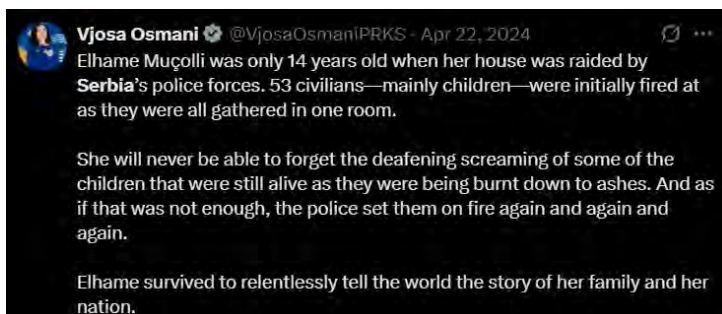 Vjosa Osmani @VjosaOsmaniPRKS · Apr 22, 2024
Elhame Muçolli was only 14 years old when her house was raided by
Serbia’s police forces. 53 civilians—mainly children—were initially fired at
as they were all gathered in one room.
She will never be able to forget the deafening screaming of some of the
children that were still alive as they were being burnt down to ashes. And as
if that was not enough, the police set them on fire again and again and
again.
Elhame survived to relentlessly tell the world the story of her family and her
nation.